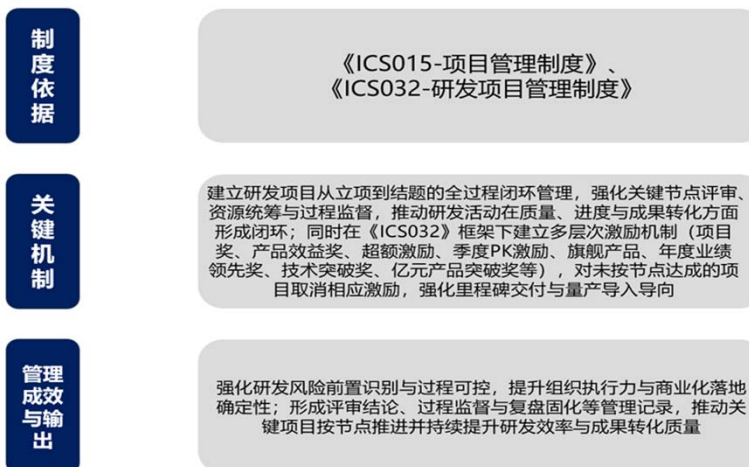 制
度
依
据
《ICS015-项目管理制度》、
《ICS032-研发项目管理制度》
关
键
机
制
建立研发项目从立项到结题的全过程闭环管理，强化关键节点评审、
资源统筹与过程监督，推动研发活动在质量、进度与成果转化方面
形成闭环；同时在《ICS032》框架下建立多层次激励机制（项目
奖、产品效益奖、超额激励、季度PK激励、旗舰产品、年度业绩
领先奖、技术突破奖、亿元产品突破奖等），对未按节点达成的项
目取消相应激励，强化里程碑交付与量产导入导向
管理
成效
与输
出
强化研发风险前置识别与过程可控，提升组织执行力与商业化落地
确定性；形成评审结论、过程监督与复盘固化等管理记录，推动关
键项目按节点推进并持续提升研发效率与成果转化质量